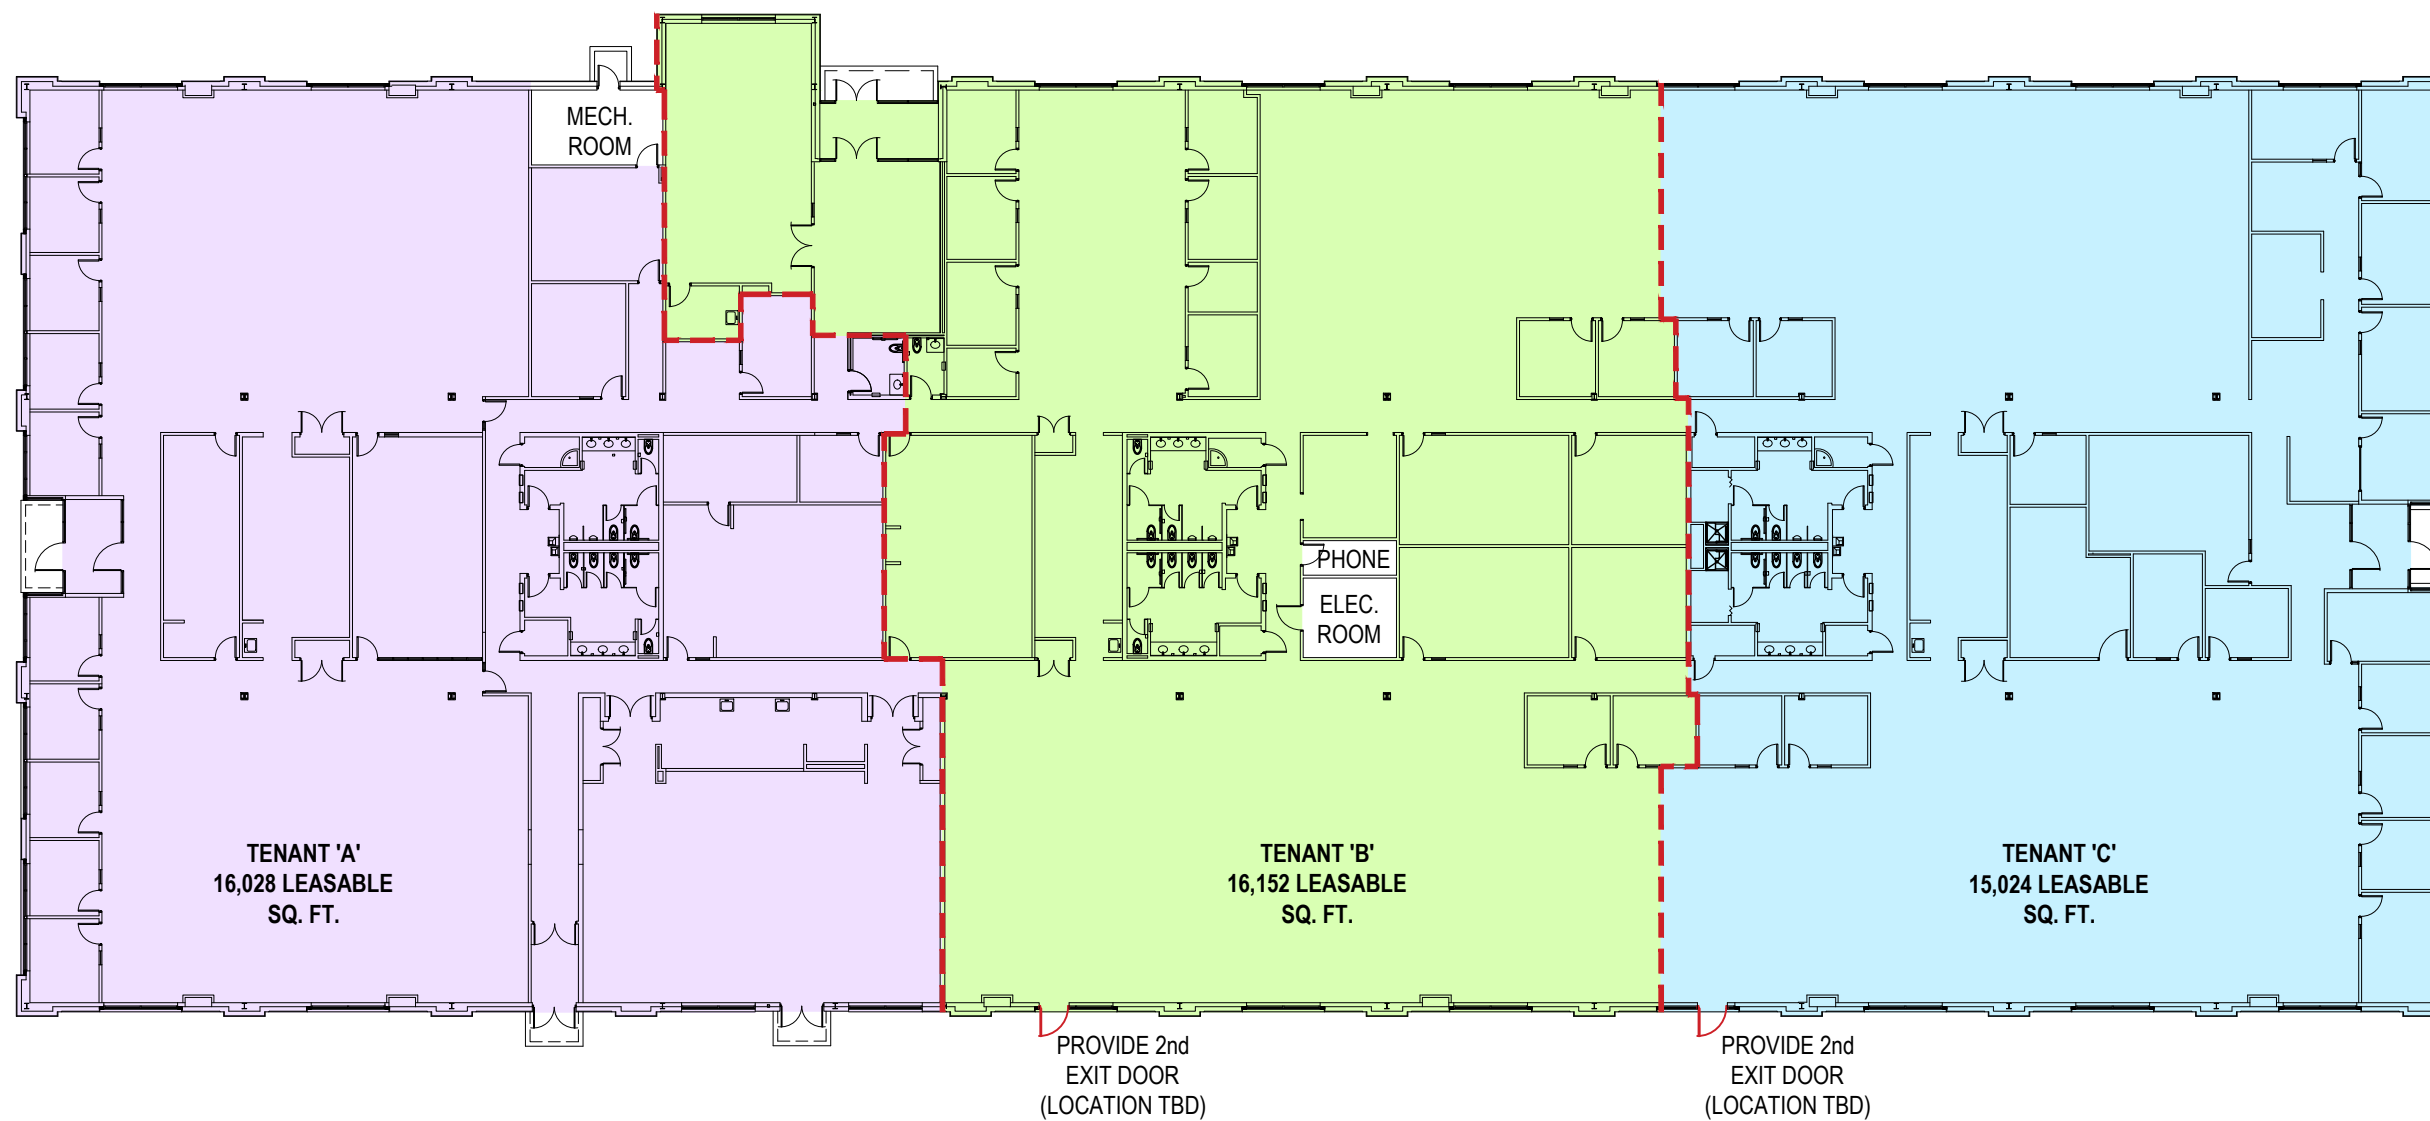 MECH.
ROOM
PHONE
ELEC.
ROOM
TENANT 'A'
16,028 LEASABLE
SQ. FT.
TENANT 'B'
16,152 LEASABLE
SQ. FT.
TENANT 'C'
15,024 LEASABLE
SQ. FT.
PROVIDE 2nd
EXIT DOOR
(LOCATION TBD)
PROVIDE 2nd
EXIT DOOR
(LOCATION TBD)